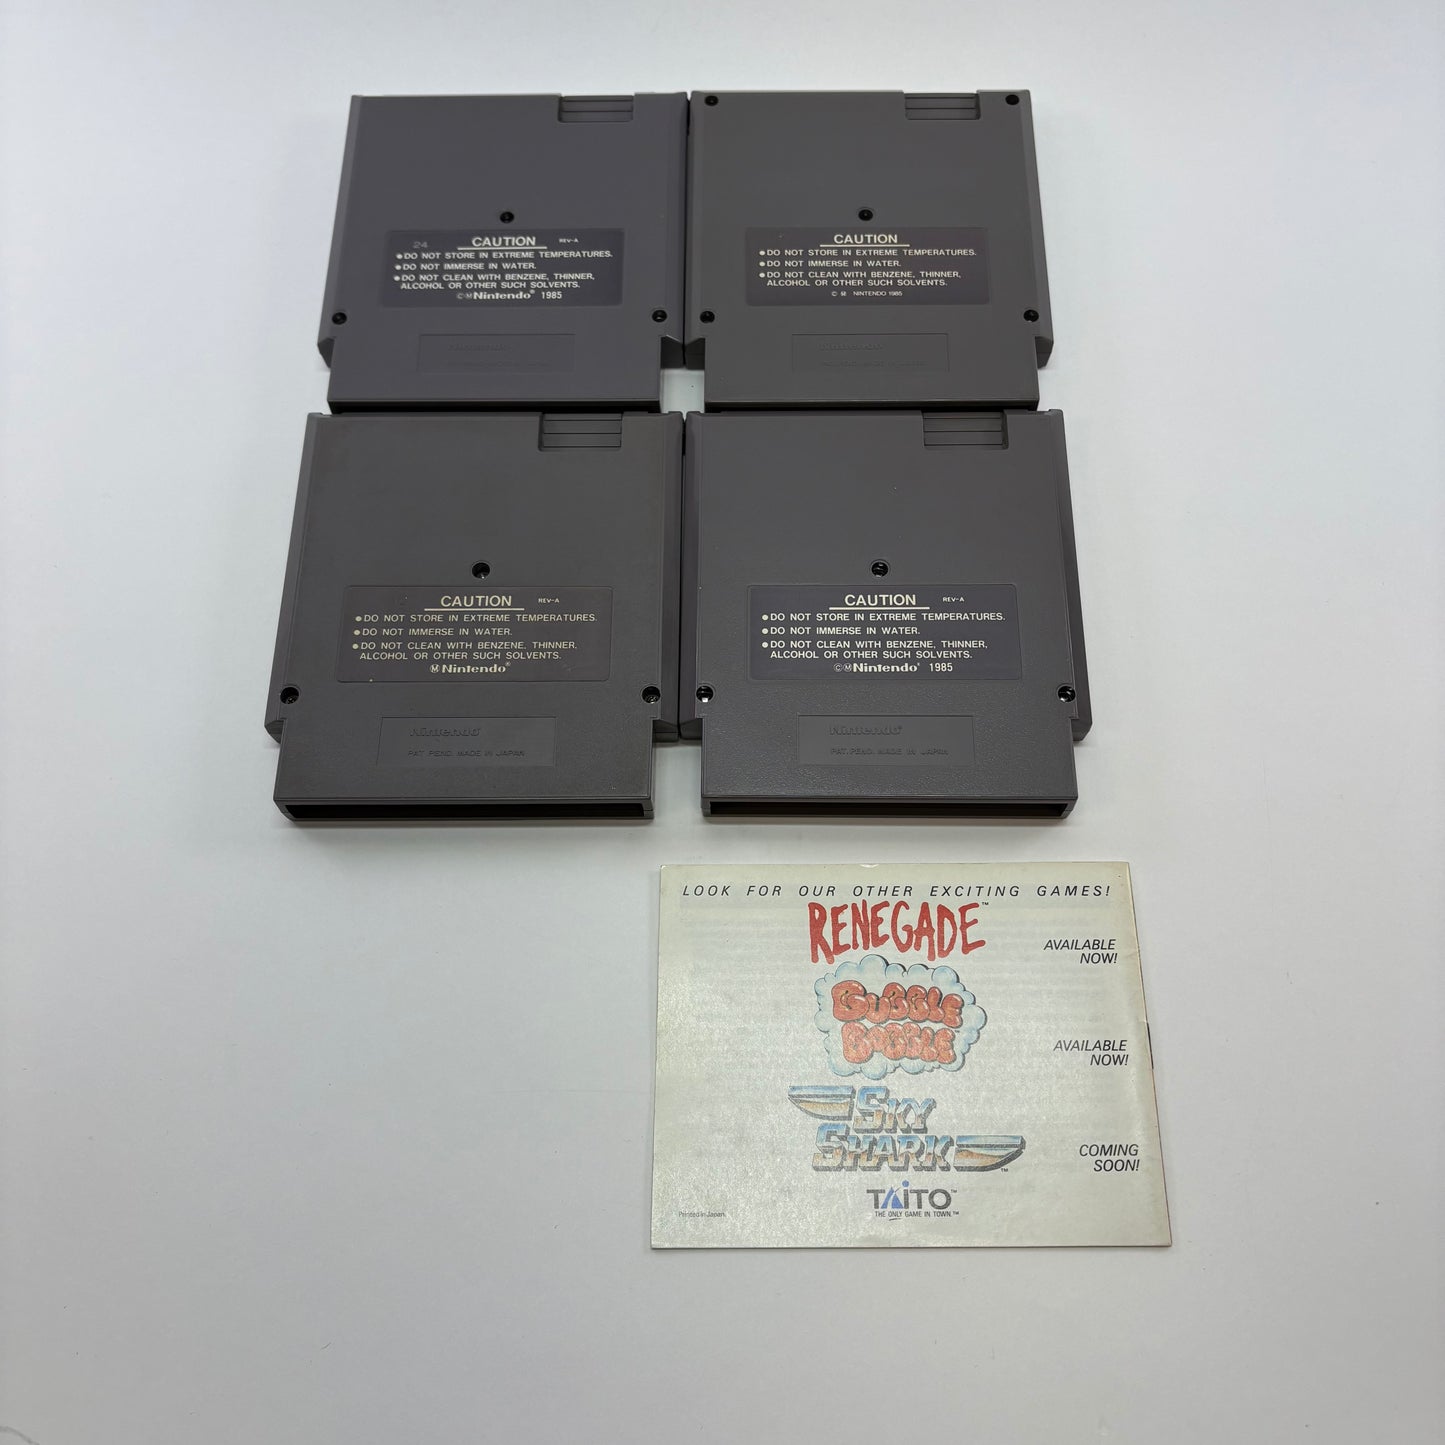 24 CAUTION REV-A
●DO NOT STORE IN EXTREME TEMPERATURES.
●DO NOT IMMERSE IN WATER.
●DO NOT CLEAN WITH BENZENE, THINNER,
ALCOHOL OR OTHER SUCH SOLVENTS.
©ⓂNintendo® 1985
Nintendo
CAUTION
●DO NOT STORE IN EXTREME TEMPERATURES.
●DO NOT IMMERSE IN WATER.
●DO NOT CLEAN WITH BENZENE, THINNER,
ALCOHOL OR OTHER SUCH SOLVENTS.
© Ⓜ NINTENDO 1985
Nintendo
CAUTION REV-A
●DO NOT STORE IN EXTREME TEMPERATURES.
●DO NOT IMMERSE IN WATER.
●DO NOT CLEAN WITH BENZENE, THINNER,
ALCOHOL OR OTHER SUCH SOLVENTS.
ⓂNintendo®
Nintendo®
PAT. PEND. MADE IN JAPAN
CAUTION REV-A
●DO NOT STORE IN EXTREME TEMPERATURES.
●DO NOT IMMERSE IN WATER.
●DO NOT CLEAN WITH BENZENE, THINNER,
ALCOHOL OR OTHER SUCH SOLVENTS.
©ⓂNintendo® 1985
Nintendo®
PAT. PEND. MADE IN JAPAN
LOOK FOR OUR OTHER EXCITING GAMES!
RENEGADE™
AVAILABLE
NOW!
BUBBLE
BOBBLE
AVAILABLE
NOW!
SKY
SHARK™
COMING
SOON!
TAITO™
THE ONLY GAME IN TOWN.™
Printed in Japan.